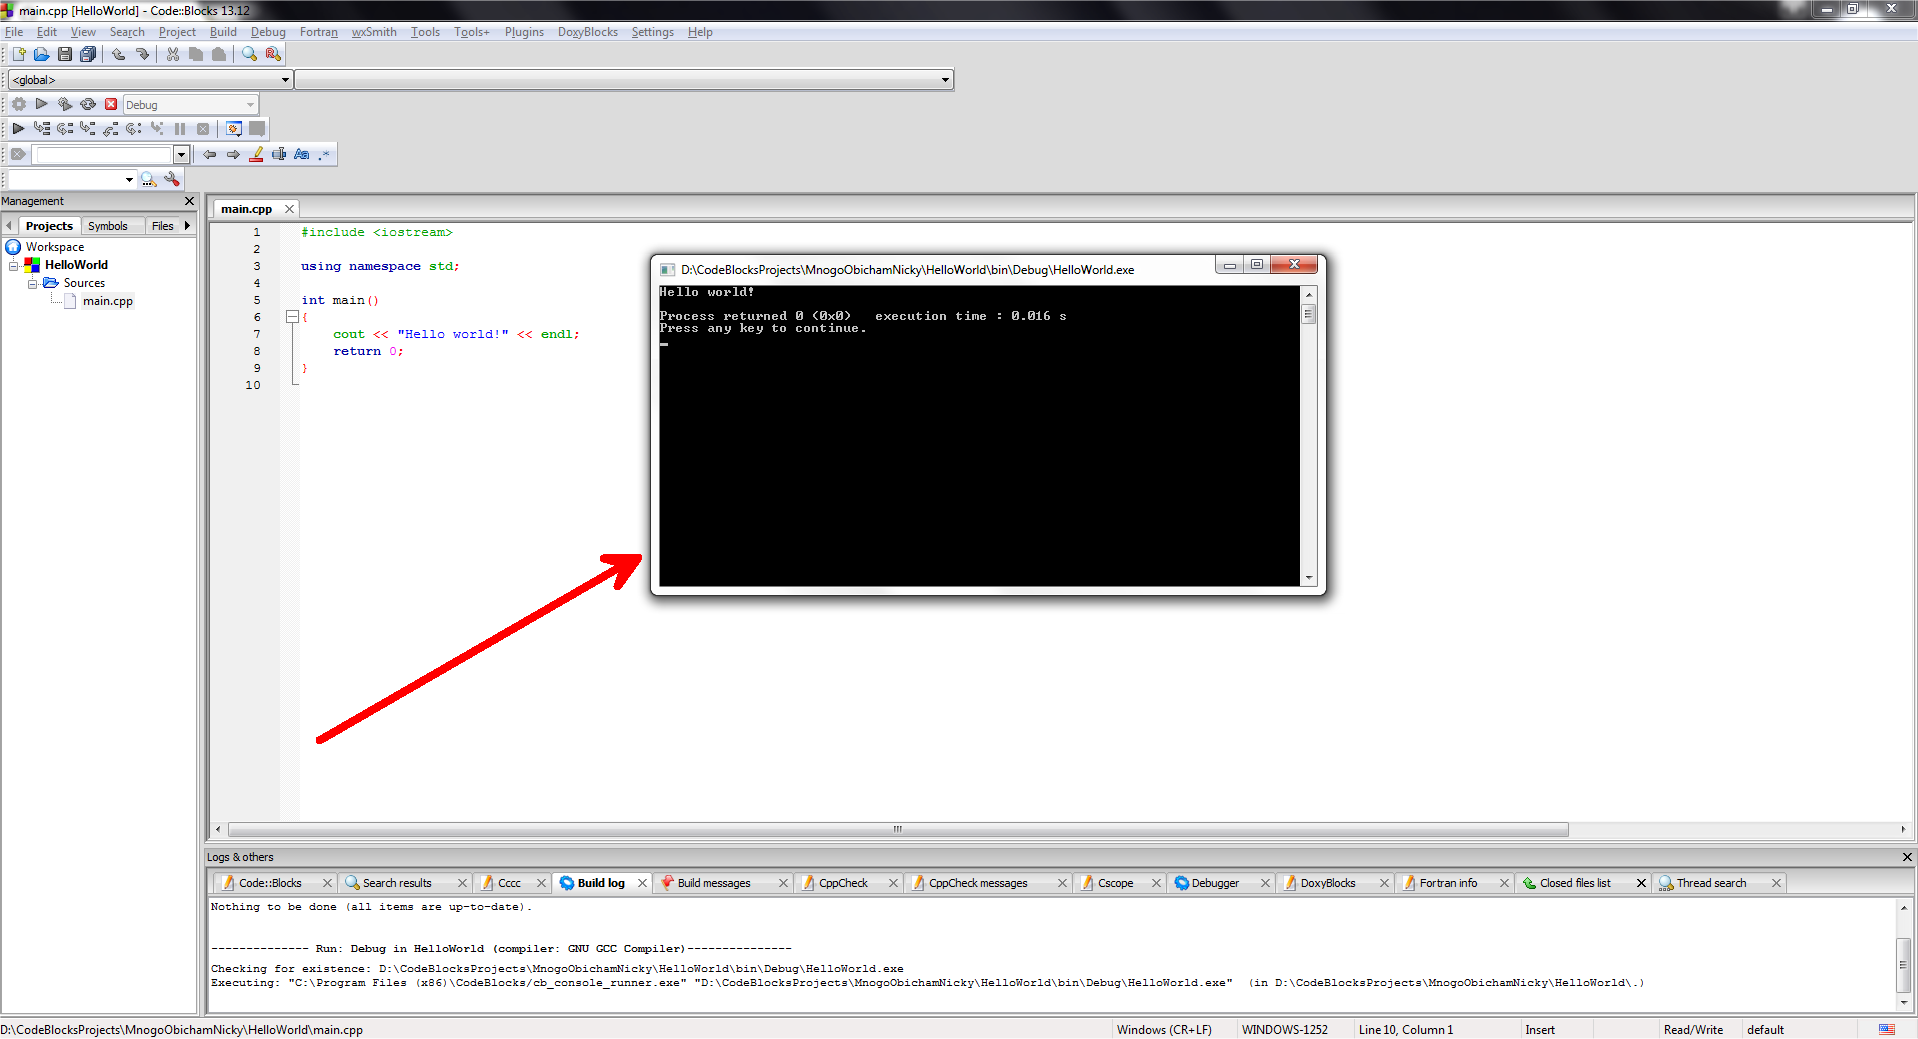 main.cpp [HelloWorld] - Code::Blocks 13.12
File Edit View Search Project Build Debug Fortran wxSmith Tools Tools+ Plugins DoxyBlocks Settings Help
<global>
Debug
Management
Projects Symbols Files
Workspace
HelloWorld
Sources
main.cpp
main.cpp
1 #include <iostream>
2
3 using namespace std;
4
5 int main()
6 {
7 cout << "Hello world!" << endl;
8 return 0;
9 }
10
D:\CodeBlocksProjects\MnogoObichamNicky\HelloWorld\bin\Debug\HelloWorld.exe
Hello world!
Process returned 0 (0x0)   execution time : 0.016 s
Press any key to continue.
Logs & others
Code::Blocks Search results Cccc Build log Build messages CppCheck CppCheck messages Cscope Debugger DoxyBlocks Fortran info Closed files list Thread search
Nothing to be done (all items are up-to-date).
-------------- Run: Debug in HelloWorld (compiler: GNU GCC Compiler)---------------
Checking for existence: D:\CodeBlocksProjects\MnogoObichamNicky\HelloWorld\bin\Debug\HelloWorld.exe
Executing: "C:\Program Files (x86)\CodeBlocks/cb_console_runner.exe" "D:\CodeBlocksProjects\MnogoObichamNicky\HelloWorld\bin\Debug\HelloWorld.exe"  (in D:\CodeBlocksProjects\MnogoObichamNicky\HelloWorld\.)
D:\CodeBlocksProjects\MnogoObichamNicky\HelloWorld\main.cpp Windows (CR+LF) WINDOWS-1252 Line 10, Column 1 Insert Read/Write default